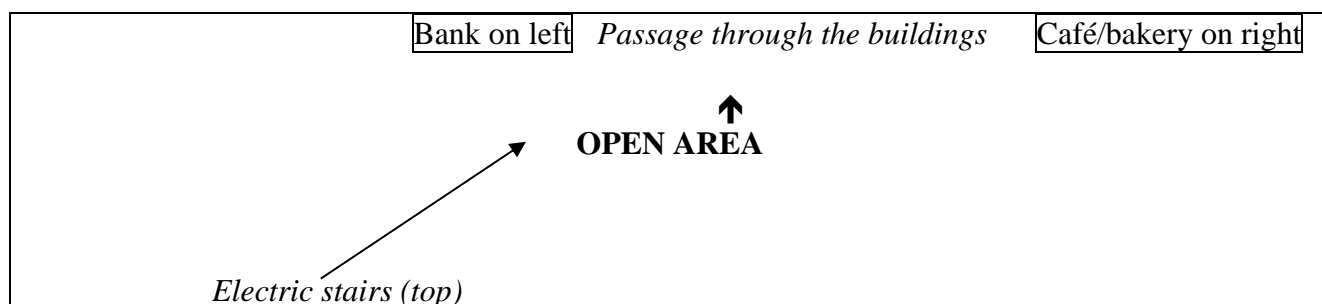 Bank on left Passage through the buildings Café/bakery on right
OPEN AREA
Electric stairs (top)